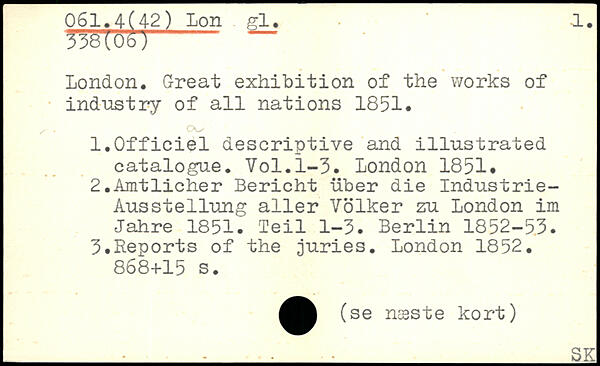 061.4(42) Lon gl. 1.
338(06)
London. Great exhibition of the works of
industry of all nations 1851.
a
1.Officiel descriptive and illustrated
catalogue. Vol.1-3. London 1851.
2.Amtlicher Bericht über die Industrie-
Ausstellung aller Völker zu London im
Jahre 1851. Teil 1-3. Berlin 1852-53.
3.Reports of the juries. London 1852.
868+15 s.
(se næste kort)
SK